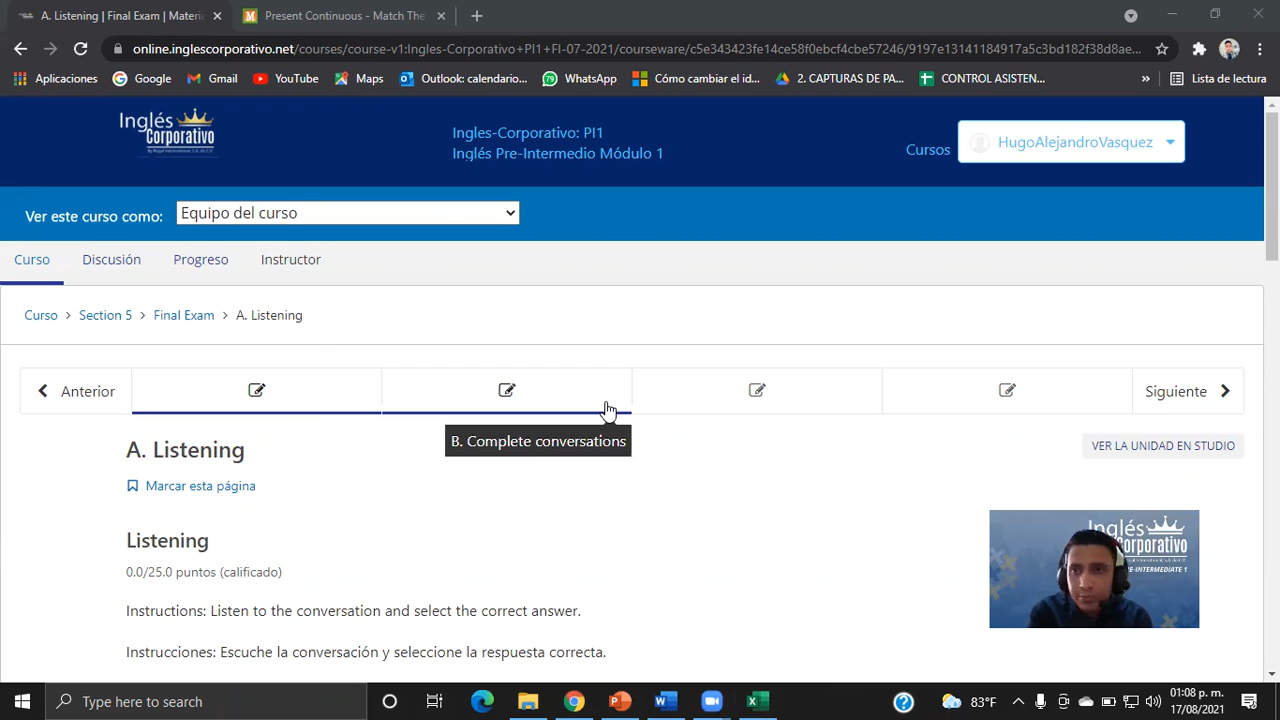 A. Listening | Final Exam | Materia
Present Continuous - Match The
online.inglescorporativo.net/courses/course-v1:Ingles-Corporativo+PI1+FI-07-2021/courseware/c5e343423fe14ce58f0ebcf4cbe57246/9197e13141184917a5c3bd182f38d8ae...
Aplicaciones
Google
Gmail
YouTube
Maps
Outlook: calendario...
79
WhatsApp
Cómo cambiar el id...
2. CAPTURAS DE PA...
CONTROL ASISTEN...
»
Lista de lectura
Inglés
Corporativo
Ingles-Corporativo: PI1
Inglés Pre-Intermedio Módulo 1
Cursos
HugoAlejandroVasquez
Ver este curso como:
Equipo del curso
Curso
Discusión
Progreso
Instructor
Curso > Section 5 > Final Exam > A. Listening
Anterior
Siguiente
B. Complete conversations
A. Listening
VER LA UNIDAD EN STUDIO
Marcar esta página
Listening
0.0/25.0 puntos (calificado)
Inglés
Corporativo
RE-INTERMEDIATE 1
Instructions: Listen to the conversation and select the correct answer.
Instrucciones: Escuche la conversación y seleccione la respuesta correcta.
Type here to search
83°F
01:08 p. m.
17/08/2021